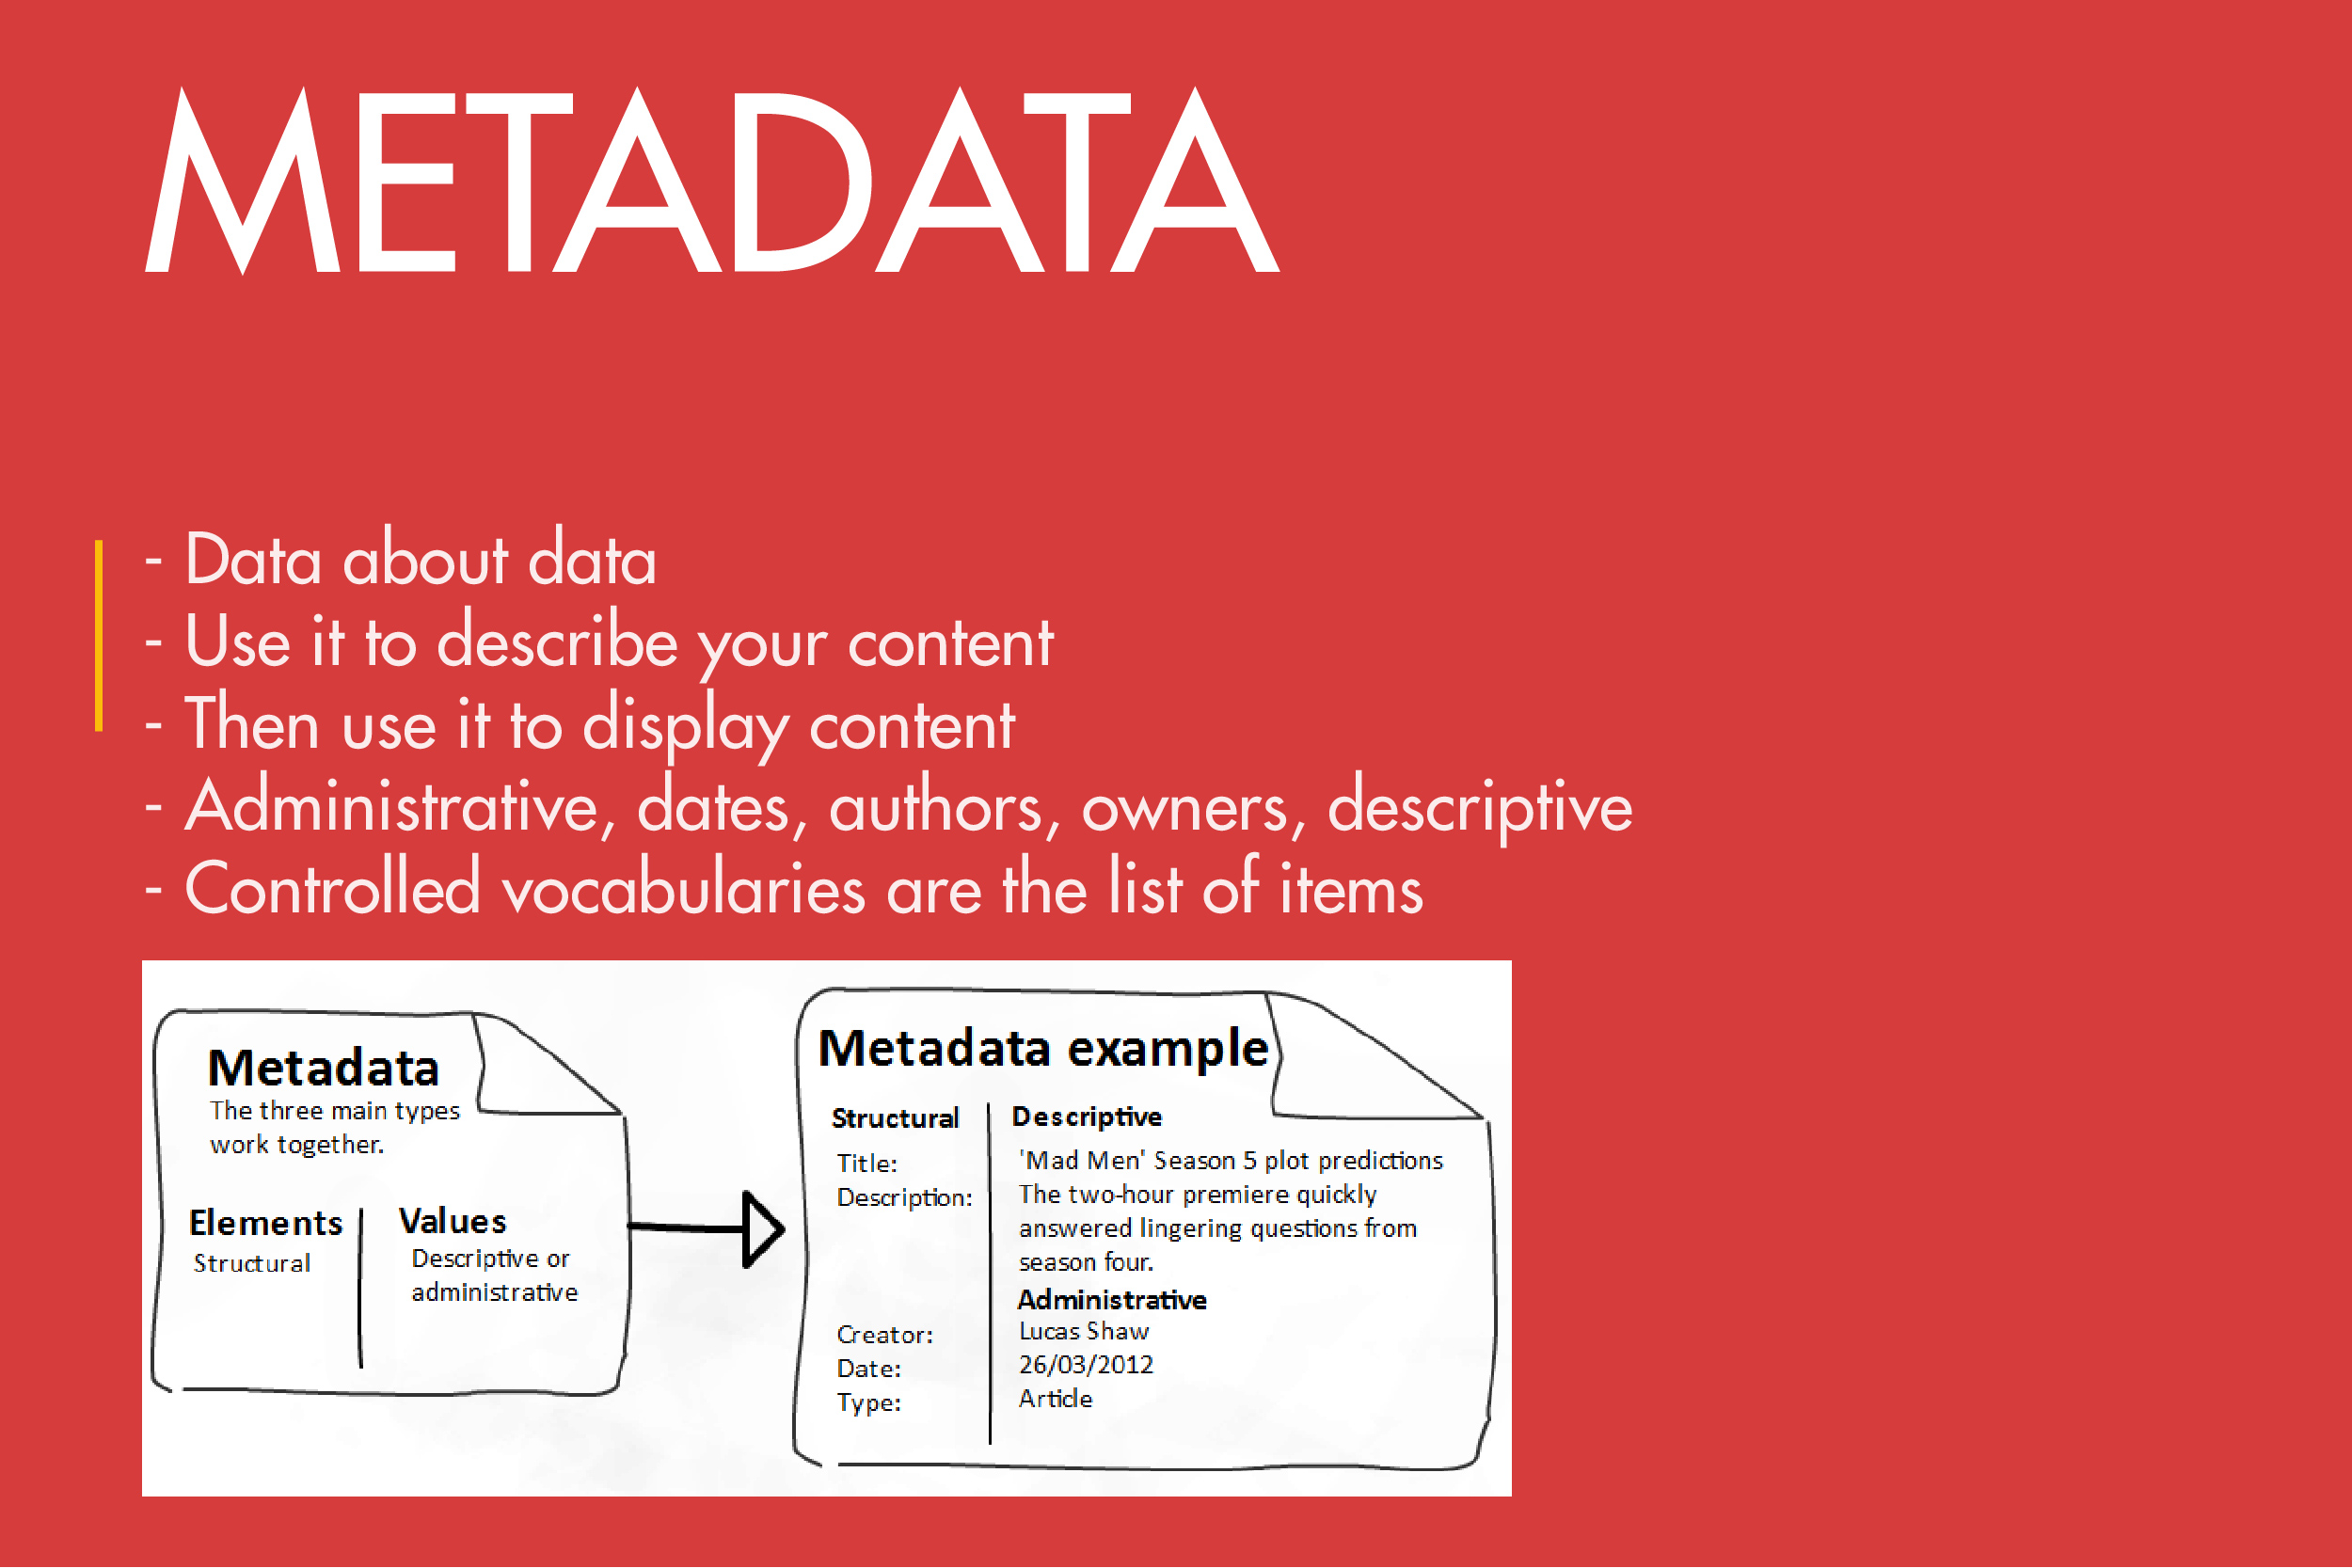 METADATA
- Data about data
- Use it to describe your content
- Then use it to display content
- Administrative, dates, authors, owners, descriptive
- Controlled vocabularies are the list of items
Metadata
The three main types
work together.
Elements
Structural
Values
Descriptive or
administrative
Metadata example
Structural
Descriptive
Title:
'Mad Men' Season 5 plot predictions
Description:
The two-hour premiere quickly
answered lingering questions from
season four.
Administrative
Creator:
Lucas Shaw
Date:
26/03/2012
Type:
Article